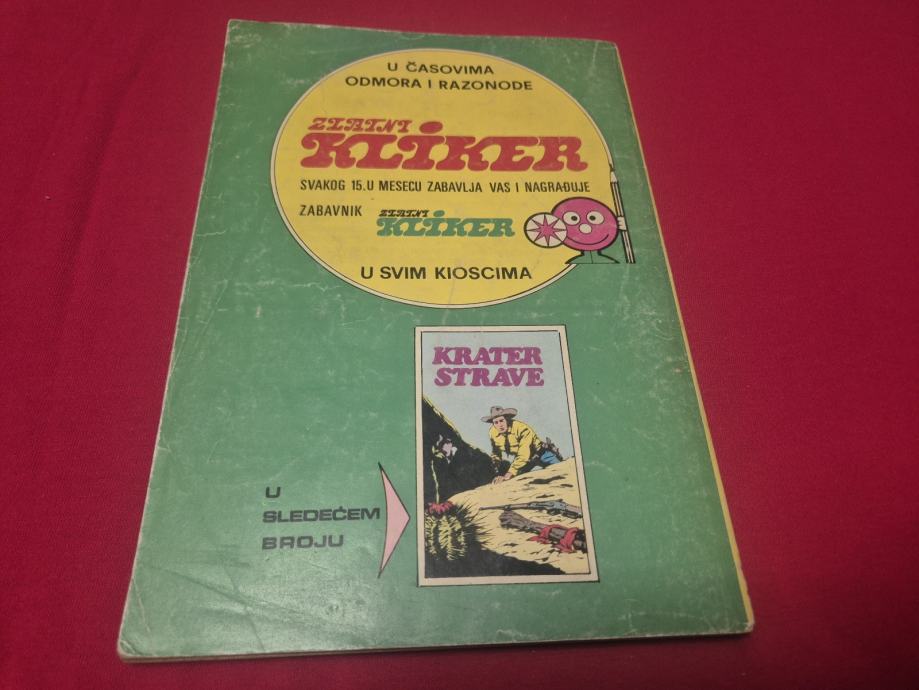 U ČASOVIMA
ODMORA I RAZONODE
ZLATNI
KLIKER
SVAKOG 15. U MESECU ZABAVLJA VAS I NAGRAĐUJE
ZABAVNIK ZLATNI
KLIKER
U SVIM KIOSCIMA
KRATER
STRAVE
U
SLEDEĆEM
BROJU